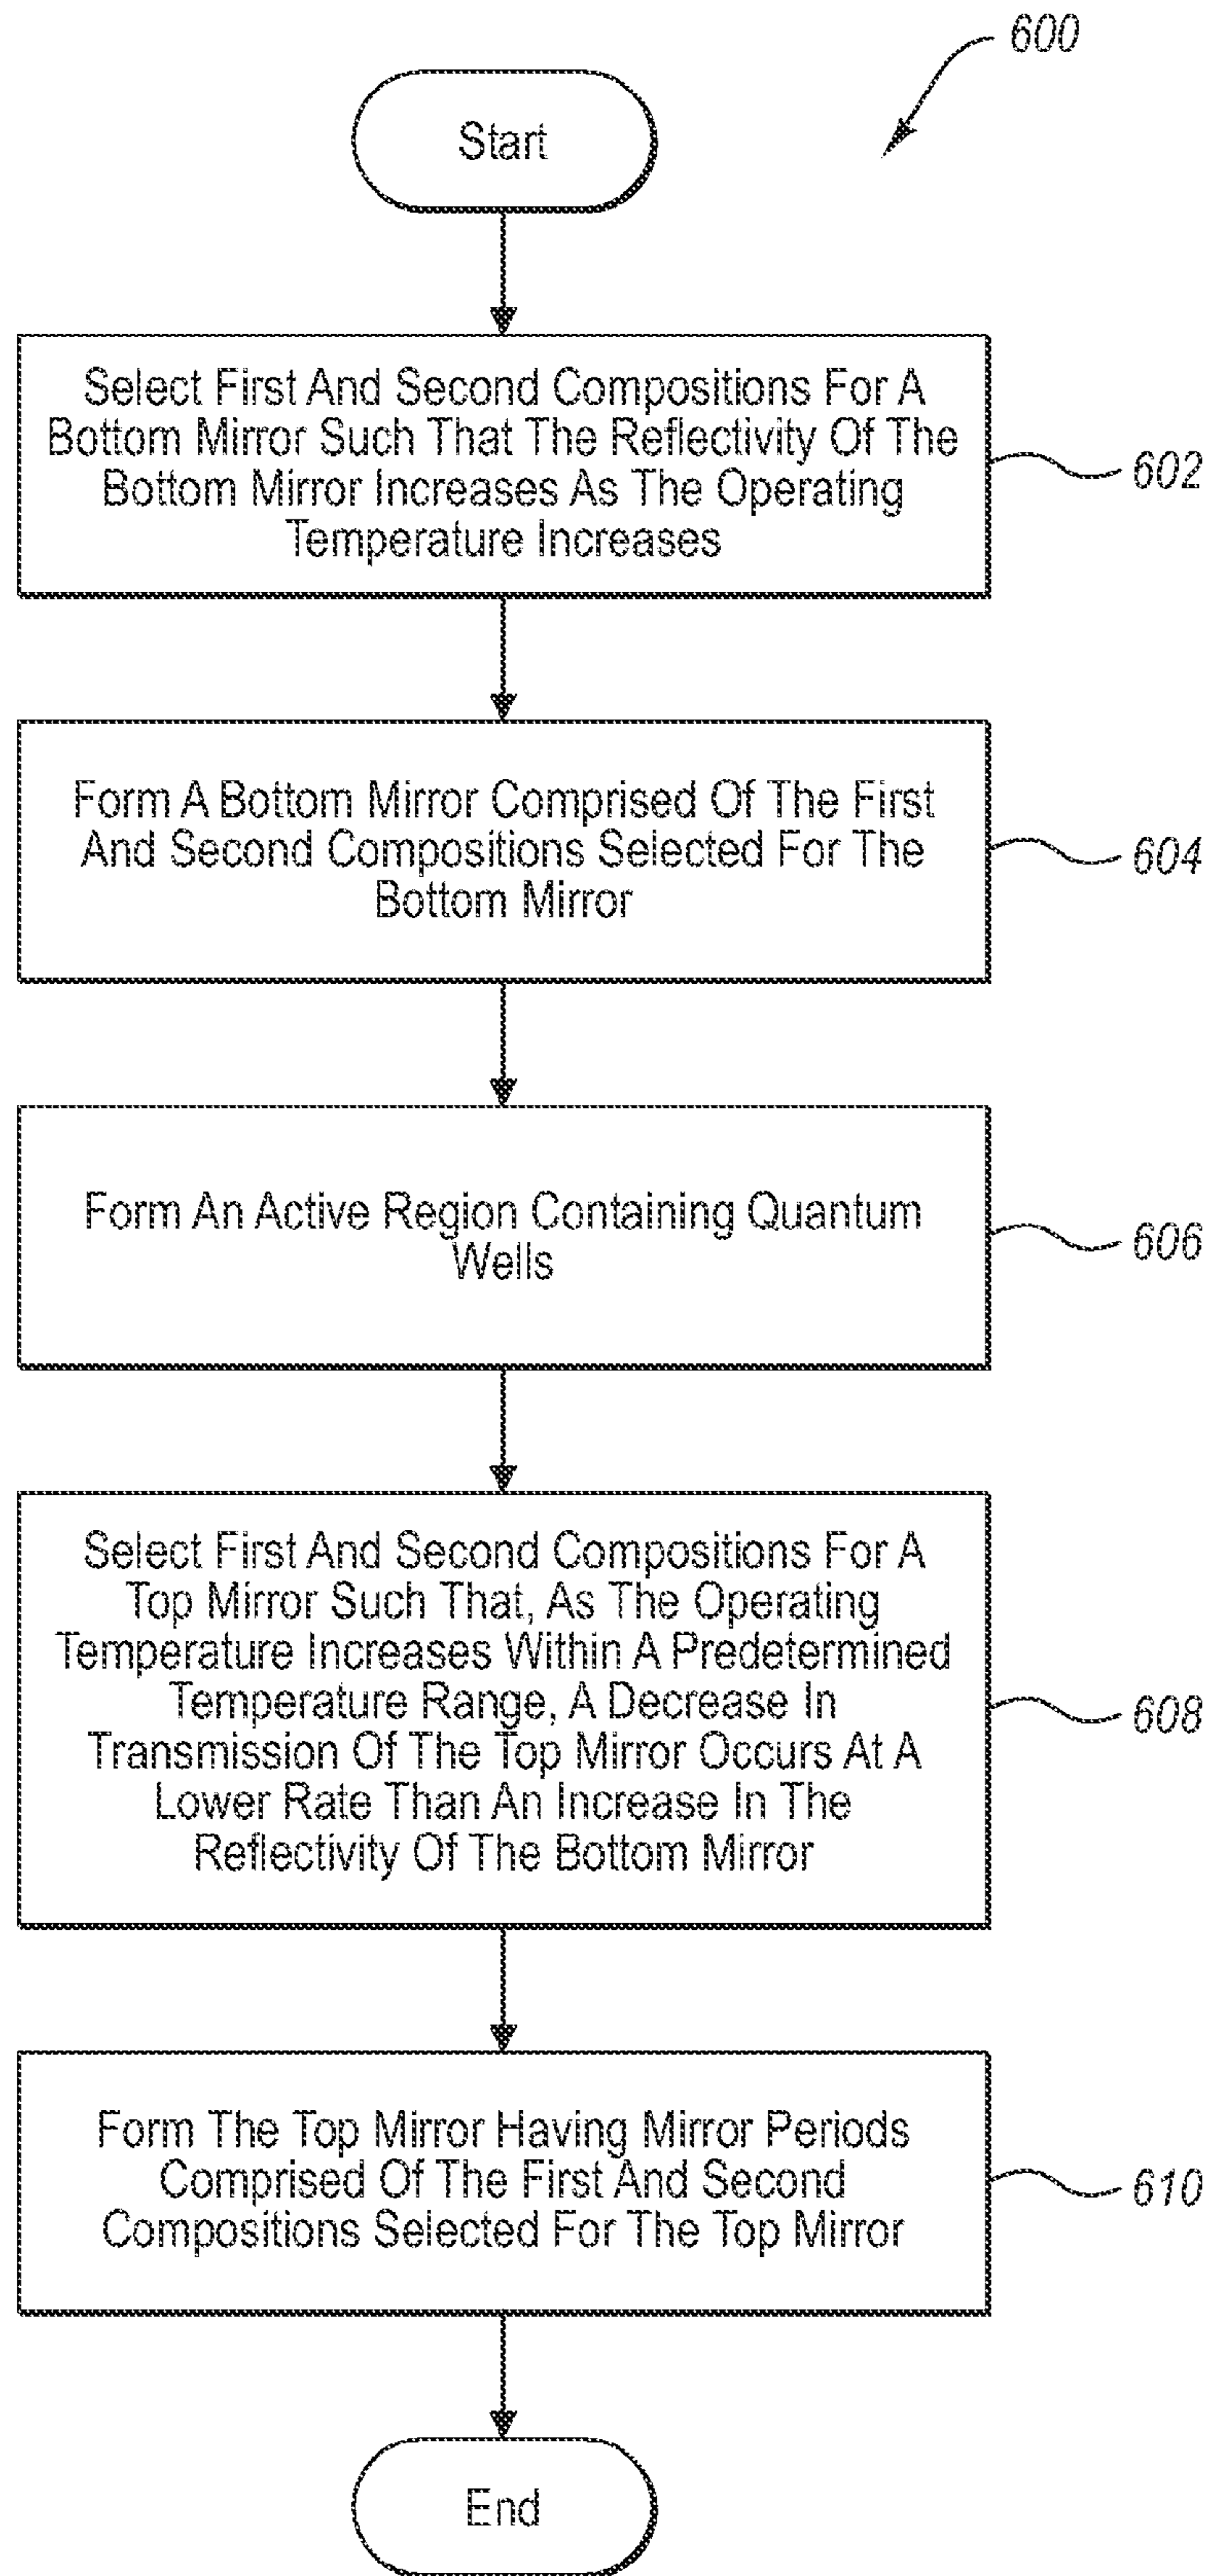 600
Start
Select First And Second Compositions For A
Bottom Mirror Such That The Reflectivity Of The
Bottom Mirror Increases As The Operating
Temperature Increases
602
Form A Bottom Mirror Comprised Of The First
And Second Compositions Selected For The
Bottom Mirror
604
Form An Active Region Containing Quantum
Wells
606
Select First And Second Compositions For A
Top Mirror Such That, As The Operating
Temperature Increases Within A Predetermined
Temperature Range, A Decrease In
Transmission Of The Top Mirror Occurs At A
Lower Rate Than An Increase In The
Reflectivity Of The Bottom Mirror
608
Form The Top Mirror Having Mirror Periods
Comprised Of The First And Second
Compositions Selected For The Top Mirror
610
End